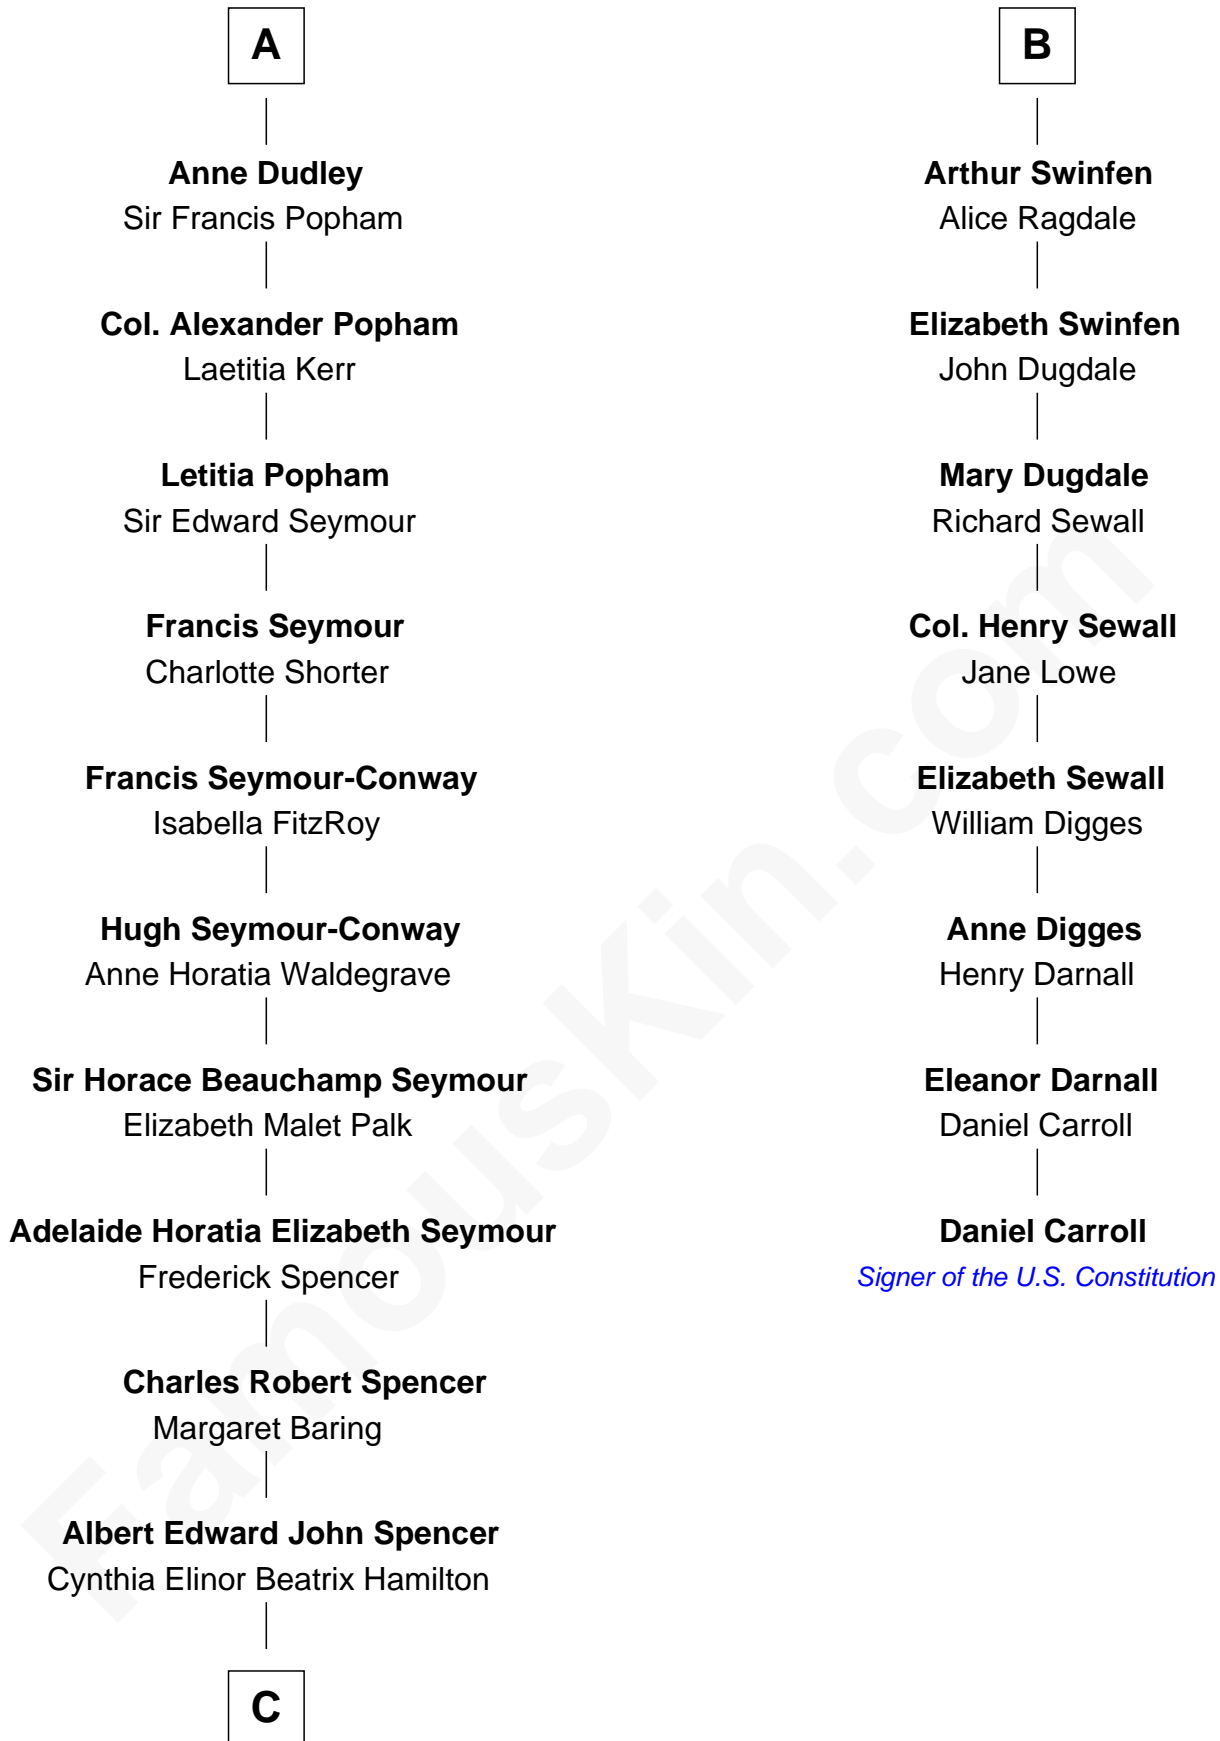 A
Anne Dudley
Sir Francis Popham
Col. Alexander Popham
Laetitia Kerr
Letitia Popham
Sir Edward Seymour
Francis Seymour
Charlotte Shorter
Francis Seymour-Conway
Isabella FitzRoy
Hugh Seymour-Conway
Anne Horatia Waldegrave
Sir Horace Beauchamp Seymour
Elizabeth Malet Palk
Adelaide Horatia Elizabeth Seymour
Frederick Spencer
Charles Robert Spencer
Margaret Baring
Albert Edward John Spencer
Cynthia Elinor Beatrix Hamilton
C
B
Arthur Swinfen
Alice Ragdale
Elizabeth Swinfen
John Dugdale
Mary Dugdale
Richard Sewall
Col. Henry Sewall
Jane Lowe
Elizabeth Sewall
William Digges
Anne Digges
Henry Darnall
Eleanor Darnall
Daniel Carroll
Daniel Carroll
Signer of the U.S. Constitution
FamousKin.com